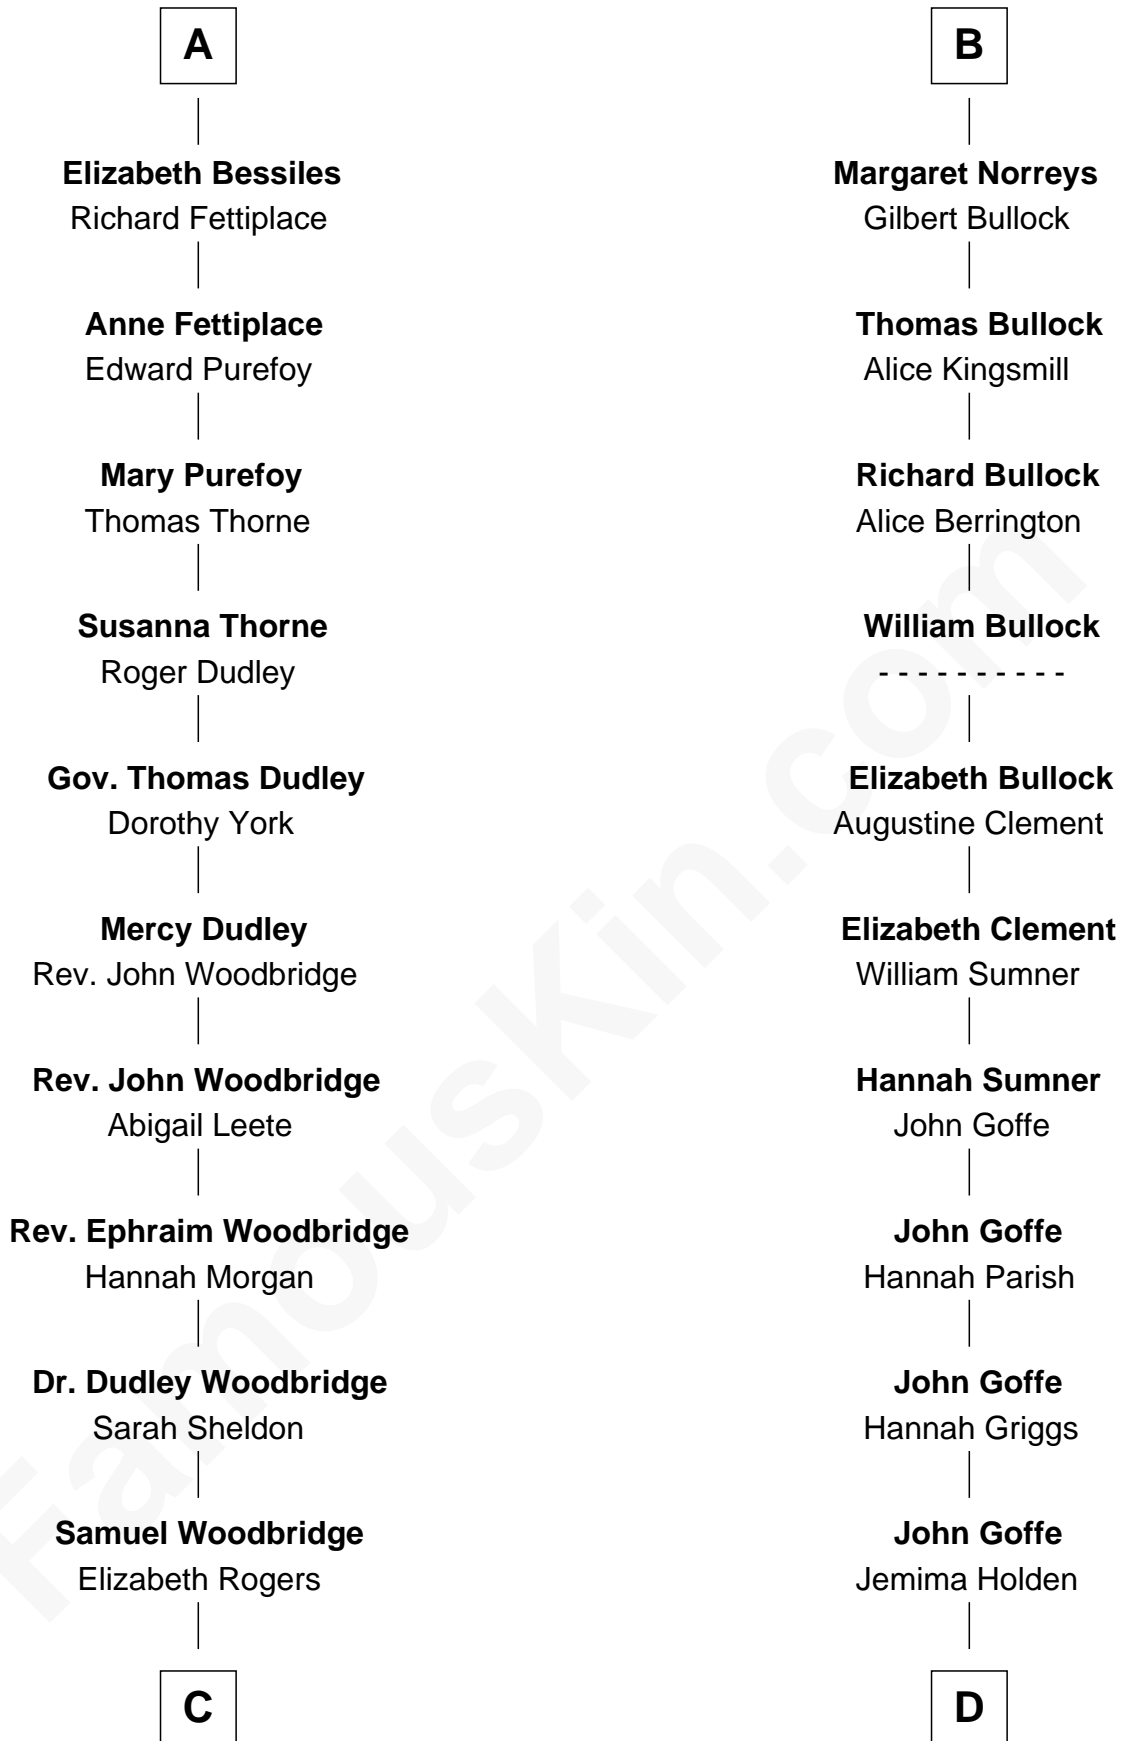 A
Elizabeth Bessiles
Richard Fettiplace
Anne Fettiplace
Edward Purefoy
Mary Purefoy
Thomas Thorne
Susanna Thorne
Roger Dudley
Gov. Thomas Dudley
Dorothy York
Mercy Dudley
Rev. John Woodbridge
Rev. John Woodbridge
Abigail Leete
Rev. Ephraim Woodbridge
Hannah Morgan
Dr. Dudley Woodbridge
Sarah Sheldon
Samuel Woodbridge
Elizabeth Rogers
C
B
Margaret Norreys
Gilbert Bullock
Thomas Bullock
Alice Kingsmill
Richard Bullock
Alice Berrington
William Bullock
- - - - - - - - - -
Elizabeth Bullock
Augustine Clement
Elizabeth Clement
William Sumner
Hannah Sumner
John Goffe
John Goffe
Hannah Parish
John Goffe
Hannah Griggs
John Goffe
Jemima Holden
D
FamousKin.com